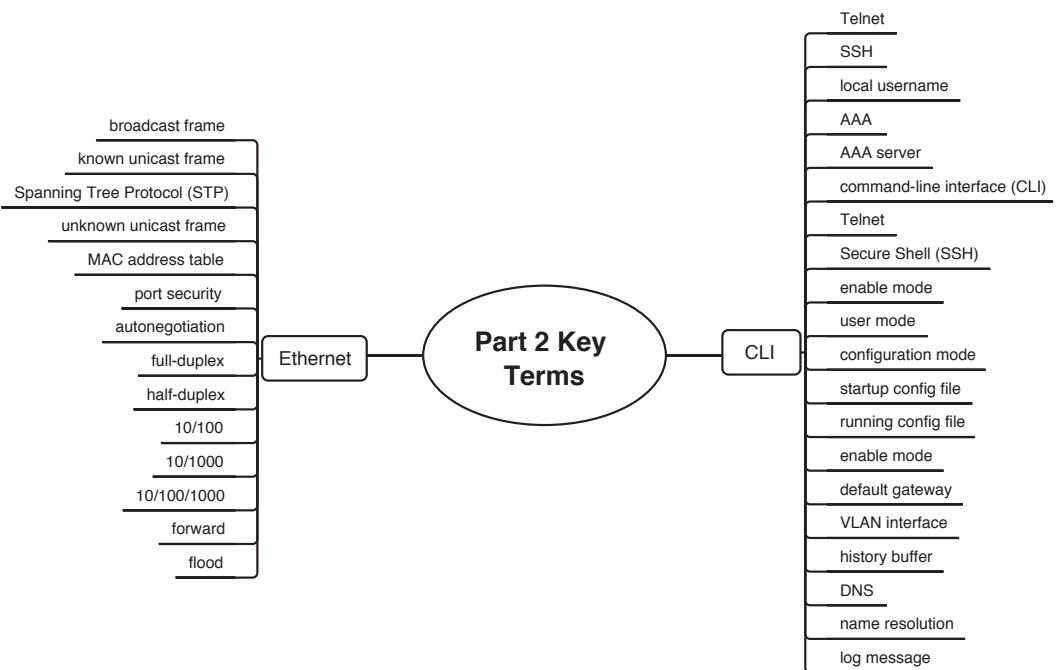 broadcast frame
known unicast frame
Spanning Tree Protocol (STP)
unknown unicast frame
MAC address table
port security
autonegotiation
full-duplex
half-duplex
10/100
10/1000
10/100/1000
forward
flood
Ethernet
Part 2 Key
Terms
CLI
Telnet
SSH
local username
AAA
AAA server
command-line interface (CLI)
Telnet
Secure Shell (SSH)
enable mode
user mode
configuration mode
startup config file
running config file
enable mode
default gateway
VLAN interface
history buffer
DNS
name resolution
log message